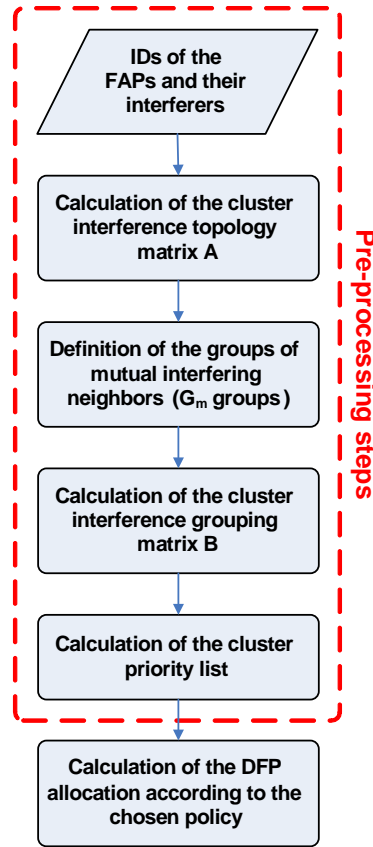 IDs of the
FAPs and their
interferers
Calculation of the cluster
interference topology
matrix A
Definition of the groups of
mutual interfering
neighbors (Gm groups)
Calculation of the cluster
interference grouping
matrix B
Calculation of the cluster
priority list
Calculation of the DFP
allocation according to the
chosen policy
Pre-processing steps